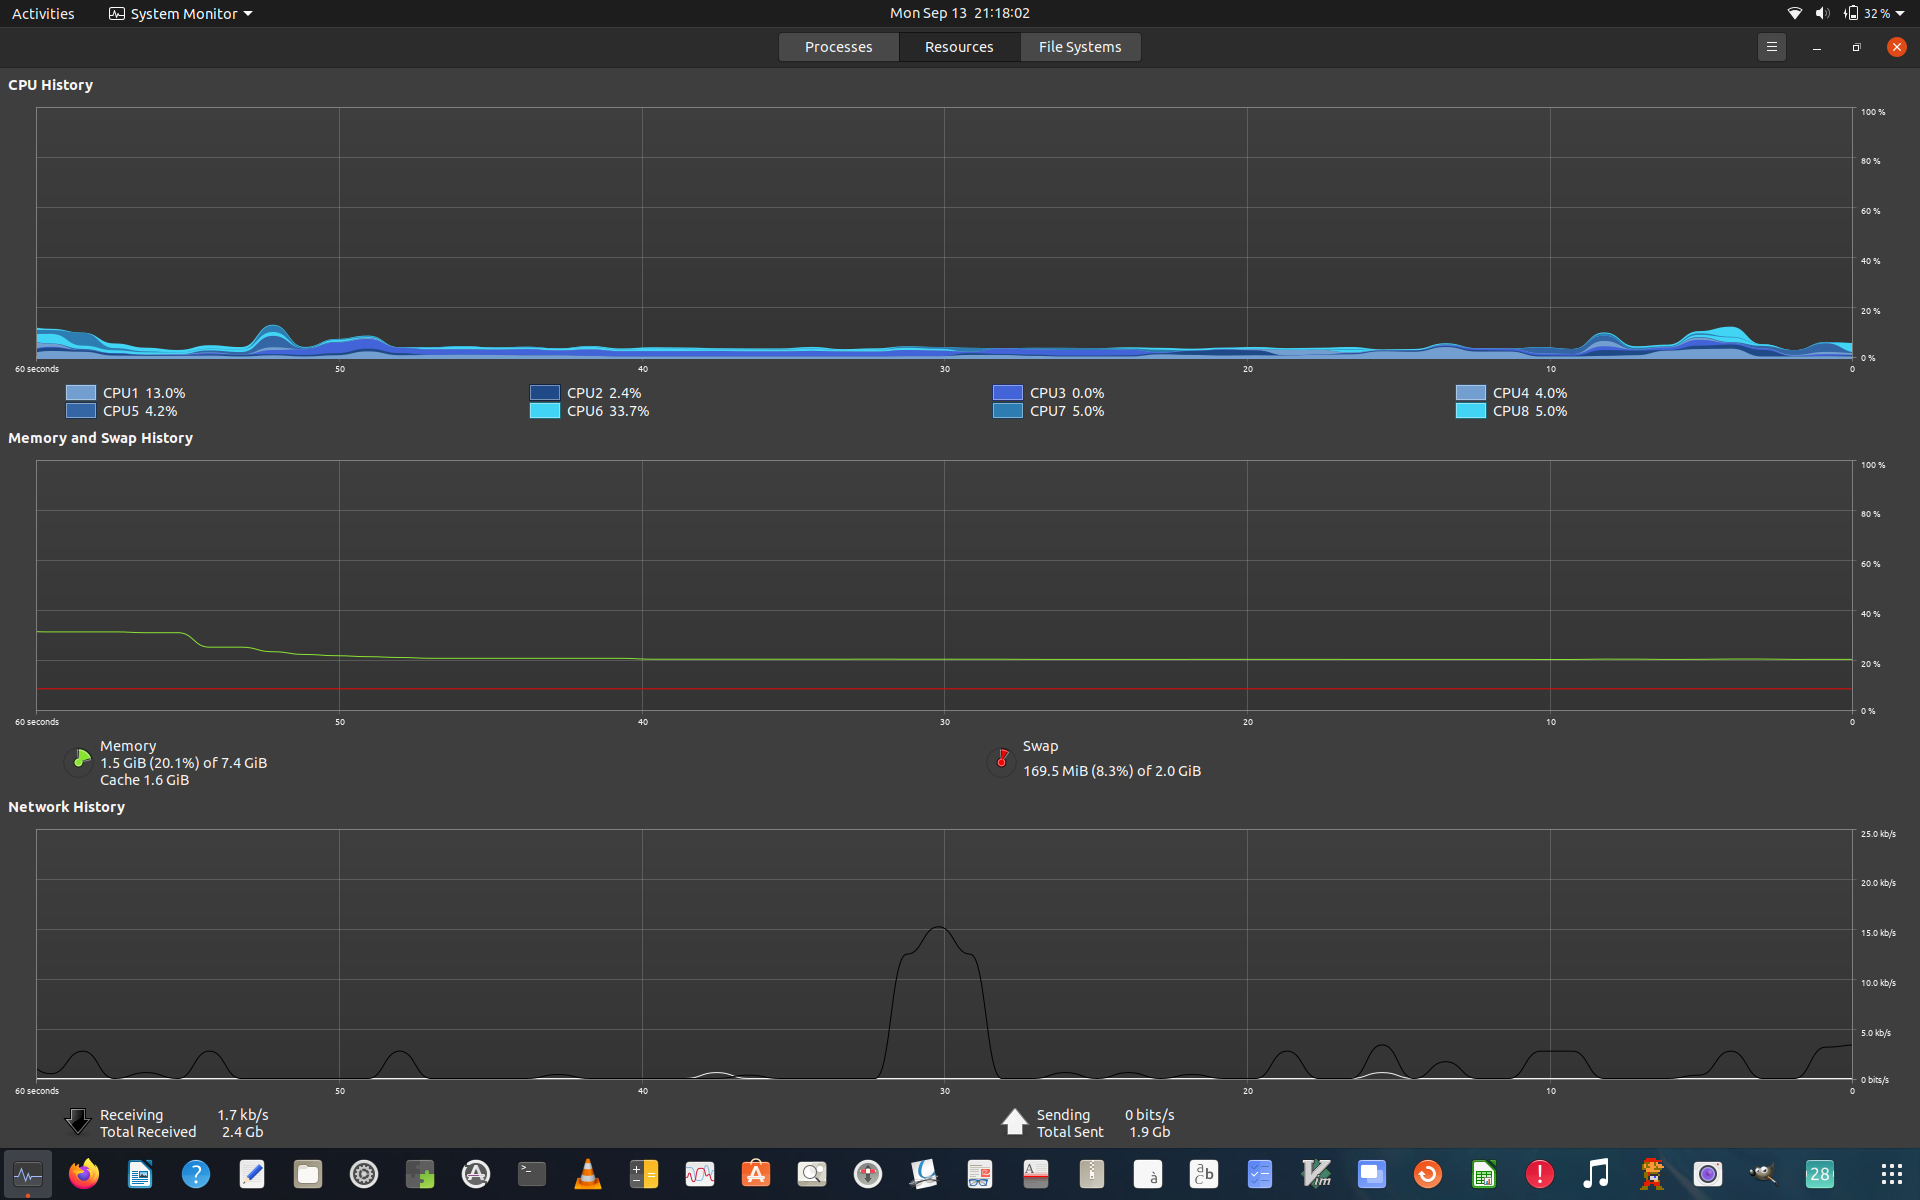 Activities System Monitor Mon Sep 13 21:18:02 32 %
Processes Resources File Systems
CPU History
100 %
80 %
60 %
40 %
20 %
0 %
60 seconds 50 40 30 20 10 0
CPU1 13.0% CPU2 2.4% CPU3 0.0% CPU4 4.0%
CPU5 4.2% CPU6 33.7% CPU7 5.0% CPU8 5.0%
Memory and Swap History
100 %
80 %
60 %
40 %
20 %
0 %
60 seconds 50 40 30 20 10 0
Memory
1.5 GiB (20.1%) of 7.4 GiB
Cache 1.6 GiB
Swap
169.5 MiB (8.3%) of 2.0 GiB
Network History
25.0 kb/s
20.0 kb/s
15.0 kb/s
10.0 kb/s
5.0 kb/s
0 bits/s
60 seconds 50 40 30 20 10 0
Receiving 1.7 kb/s
Total Received 2.4 Gb
Sending 0 bits/s
Total Sent 1.9 Gb
? >_ A à a b c Vim ! 28